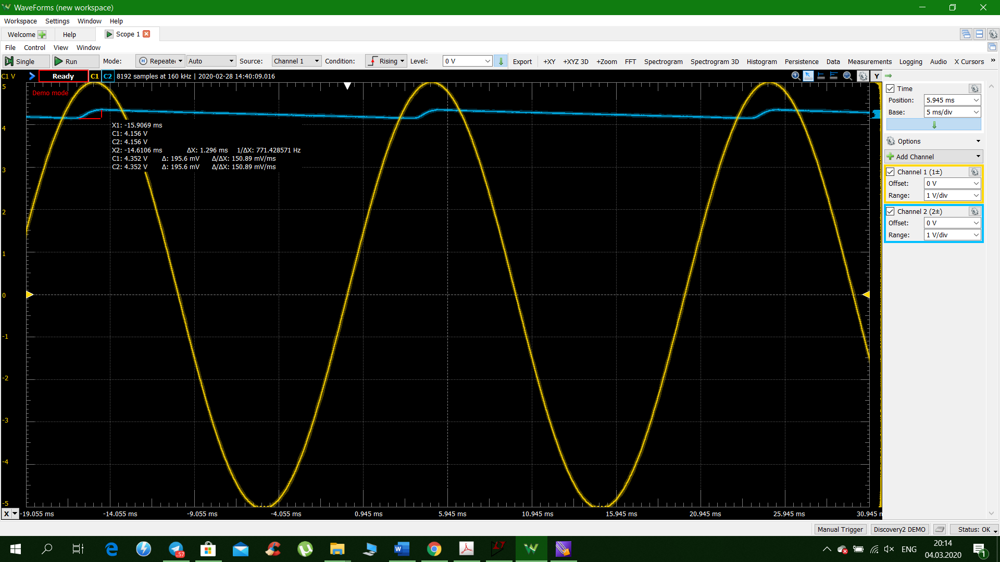 WaveForms (new workspace)
Workspace Settings Window Help
Welcome Help Scope 1
File Control View Window
Single Run Mode: Repeated Auto Source: Channel 1 Condition: Rising Level: 0 V Export +XY +XYZ 3D +Zoom FFT Spectrogram Spectrogram 3D Histogram Persistence Data Measurements Logging Audio X Cursors »
C1 V Ready C1 C2 8192 samples at 160 kHz | 2020-02-28 14:40:09.016 Y
Demo mode
X1: -15.9069 ms
C1: 4.156 V
C2: 4.156 V
X2: -14.6106 ms ΔX: 1.296 ms 1/ΔX: 771.428571 Hz
C1: 4.352 V Δ: 195.6 mV Δ/ΔX: 150.89 mV/ms
C2: 4.352 V Δ: 195.6 mV Δ/ΔX: 150.89 mV/ms
5
4
3
2
1
0
-1
-2
-3
-4
-5
X -19.055 ms -14.055 ms -9.055 ms -4.055 ms 0.945 ms 5.945 ms 10.945 ms 15.945 ms 20.945 ms 25.945 ms 30.945 m
Time
Position: 5.945 ms
Base: 5 ms/div
Options
Add Channel
Channel 1 (1±)
Offset: 0 V
Range: 1 V/div
Channel 2 (2±)
Offset: 0 V
Range: 1 V/div
Manual Trigger Discovery2 DEMO Status: OK
.57
ENG
20:14
04.03.2020
1